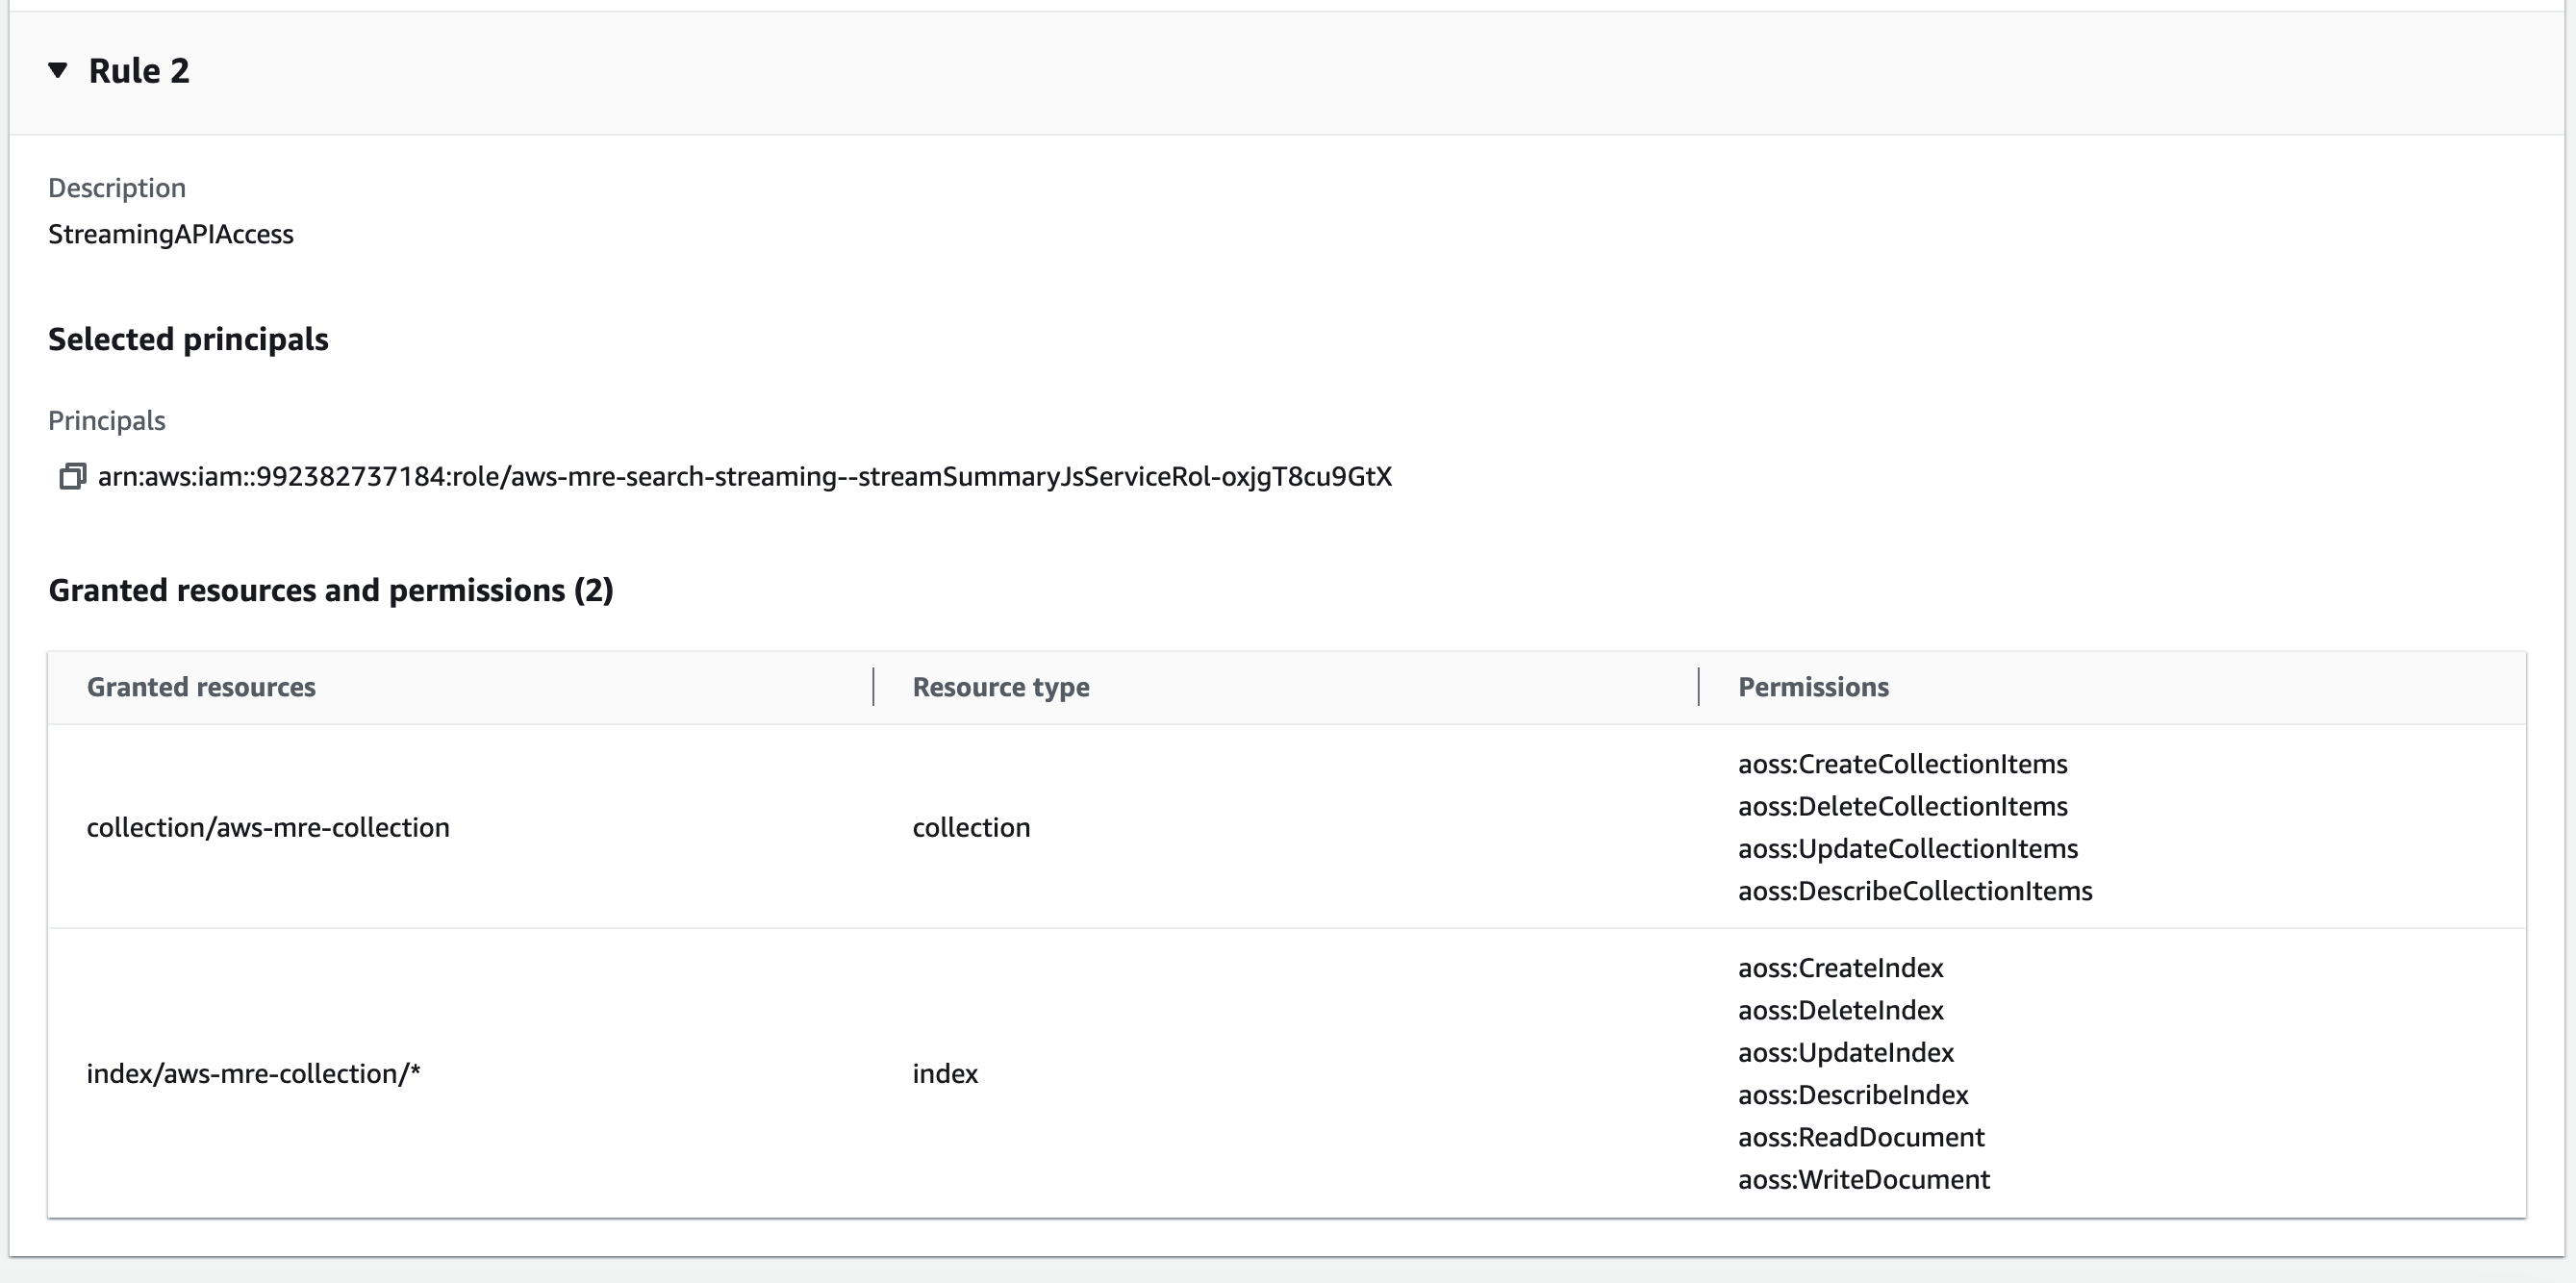 Rule 2
Description
StreamingAPIAccess
Selected principals
Principals
arn:aws:iam::992382737184:role/aws-mre-search-streaming--streamSummaryJsServiceRol-oxjgT8cu9GtX
Granted resources and permissions (2)
Granted resources Resource type Permissions
collection/aws-mre-collection collection
aoss:CreateCollectionItems
aoss:DeleteCollectionItems
aoss:UpdateCollectionItems
aoss:DescribeCollectionItems
index/aws-mre-collection/* index
aoss:CreateIndex
aoss:DeleteIndex
aoss:UpdateIndex
aoss:DescribeIndex
aoss:ReadDocument
aoss:WriteDocument